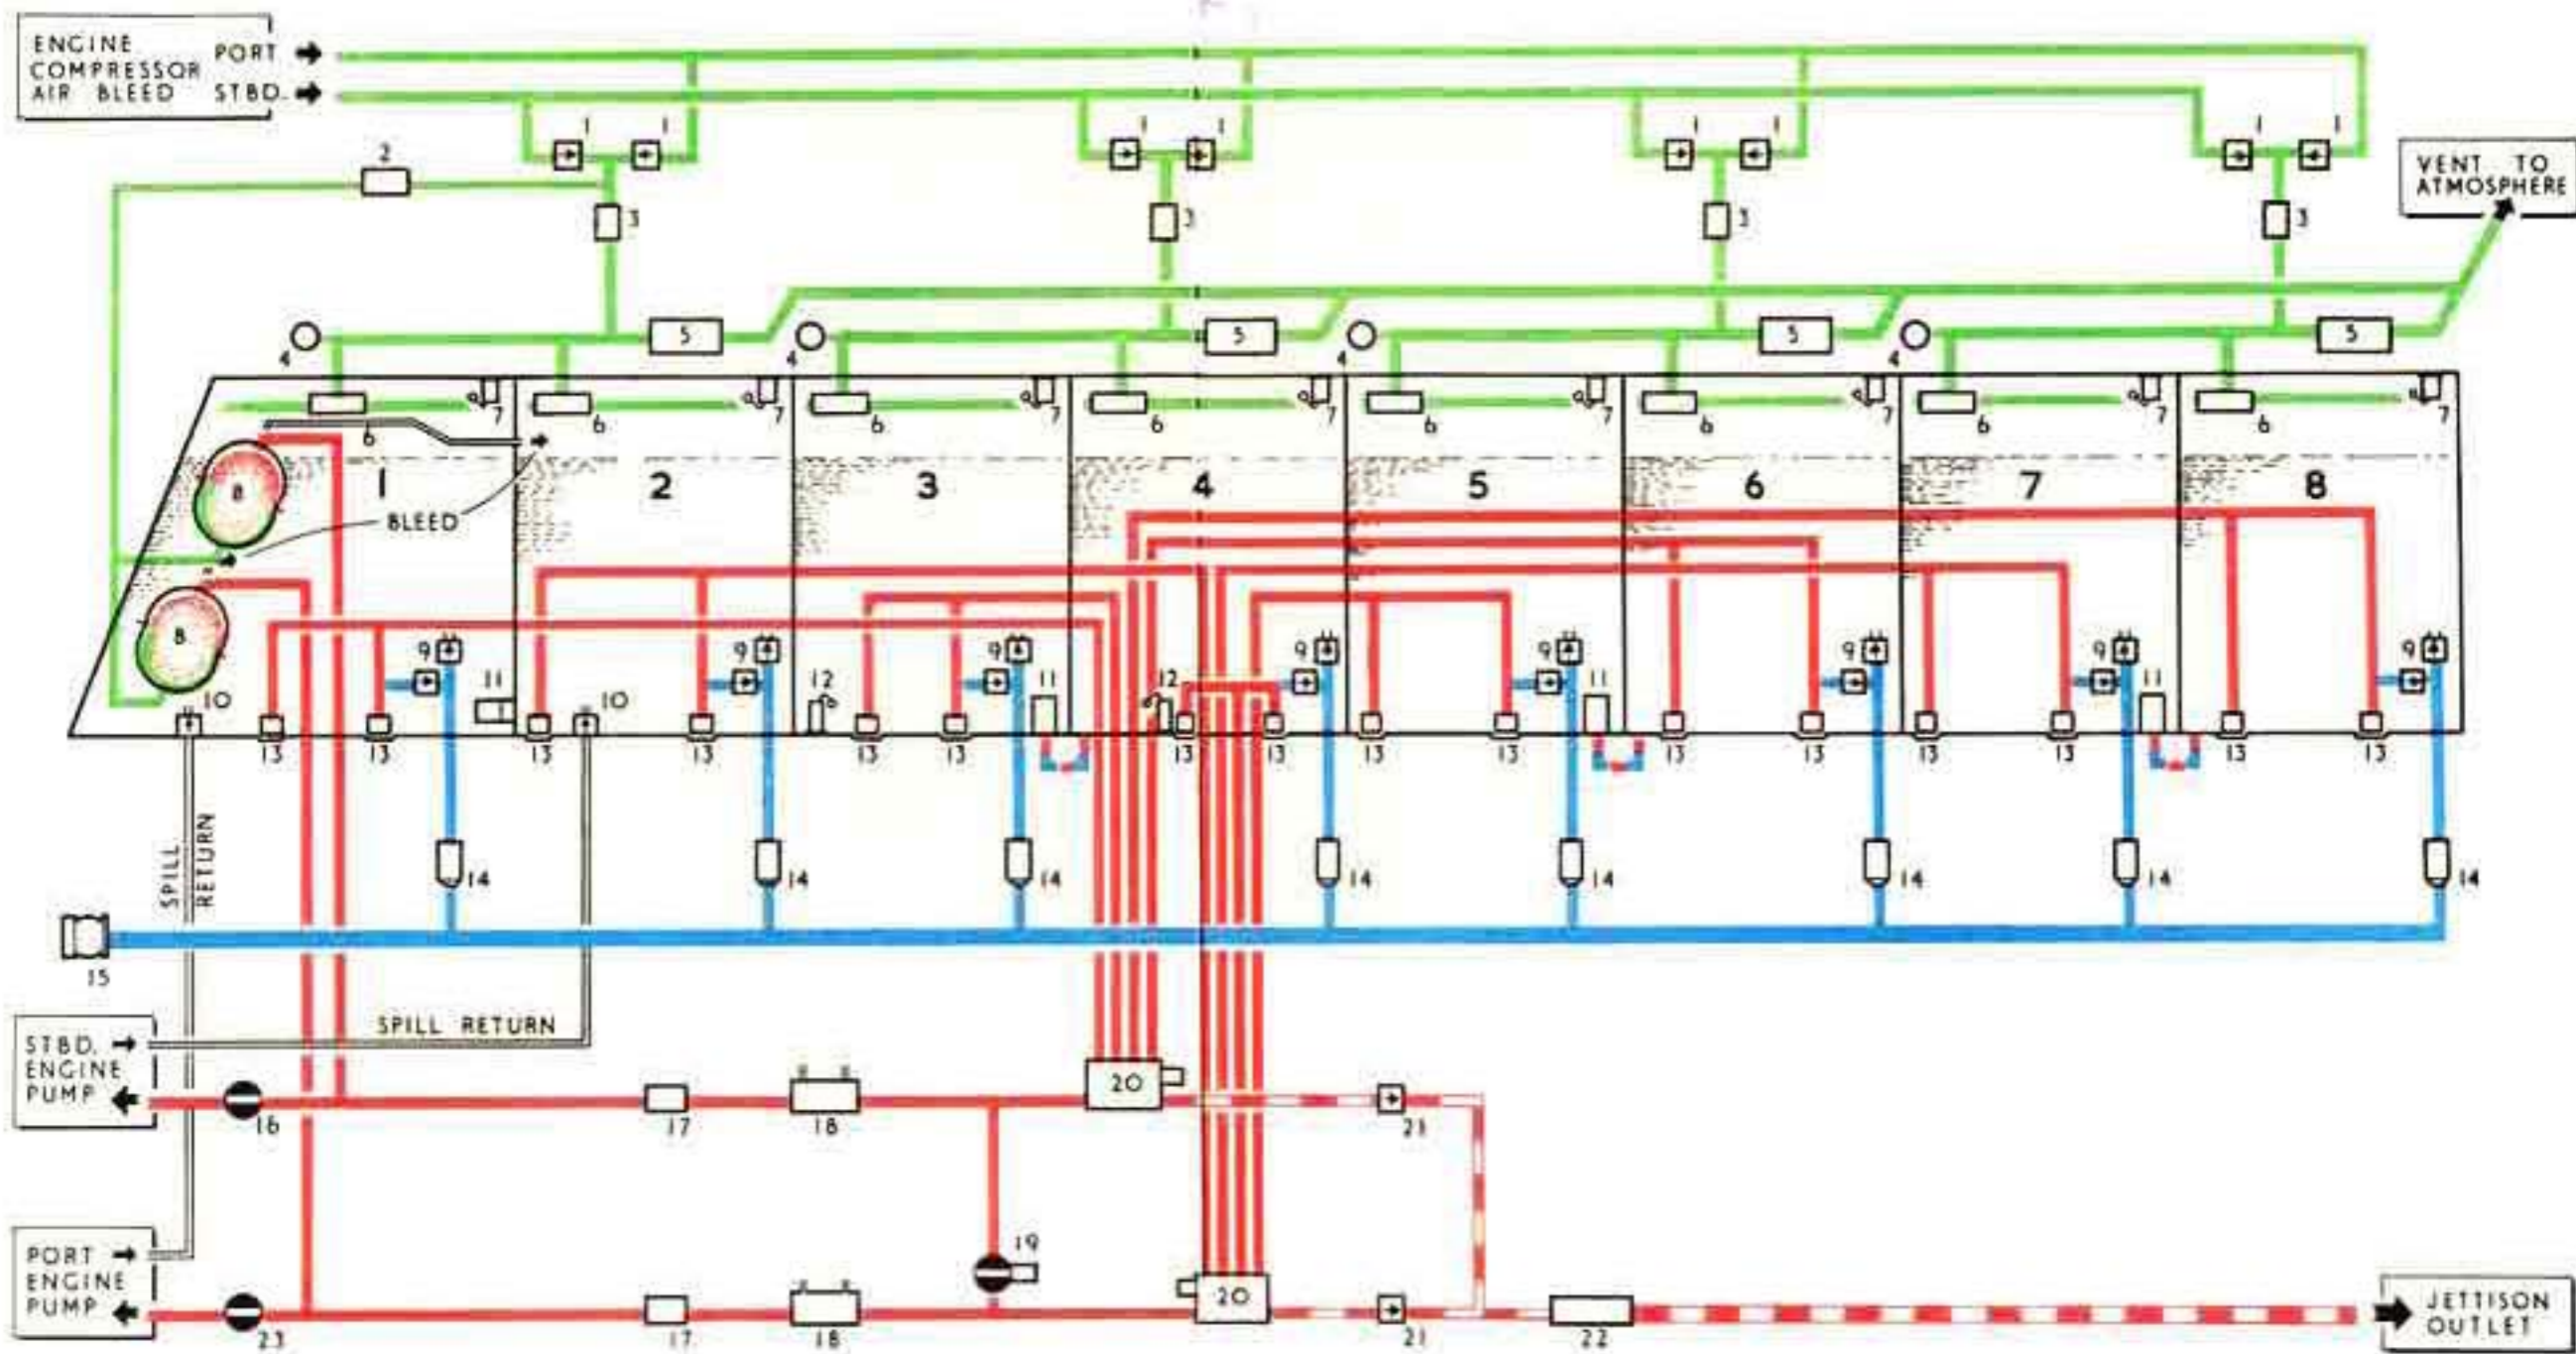 ENGINE
COMPRESSOR
AIR BLEED
PORT
STBD.
1 1 1 1 1 1 1 1
2
VENT TO
ATMOSPHERE
3 3 3 3
5 5 5 5
4 4 4 4
7 7 7 7 7 7 7 7
6 6 6 6 6 6 6 6
8 1 2 3 4 5 6 7 8
BLEED
8
9 9 9 9 9 9 9 9
10 11 10 12 11 12 11 11
13 13 13 13 13 13 13 13 13 13 13 13 13 13 13 13
SPILL
RETURN
14 14 14 14 14 14 14 14
15
SPILL RETURN
STBD.
ENGINE
PUMP
20
16 17 18 21
19
PORT
ENGINE
PUMP
20
23 17 18 21 22
JETTISON
OUTLET